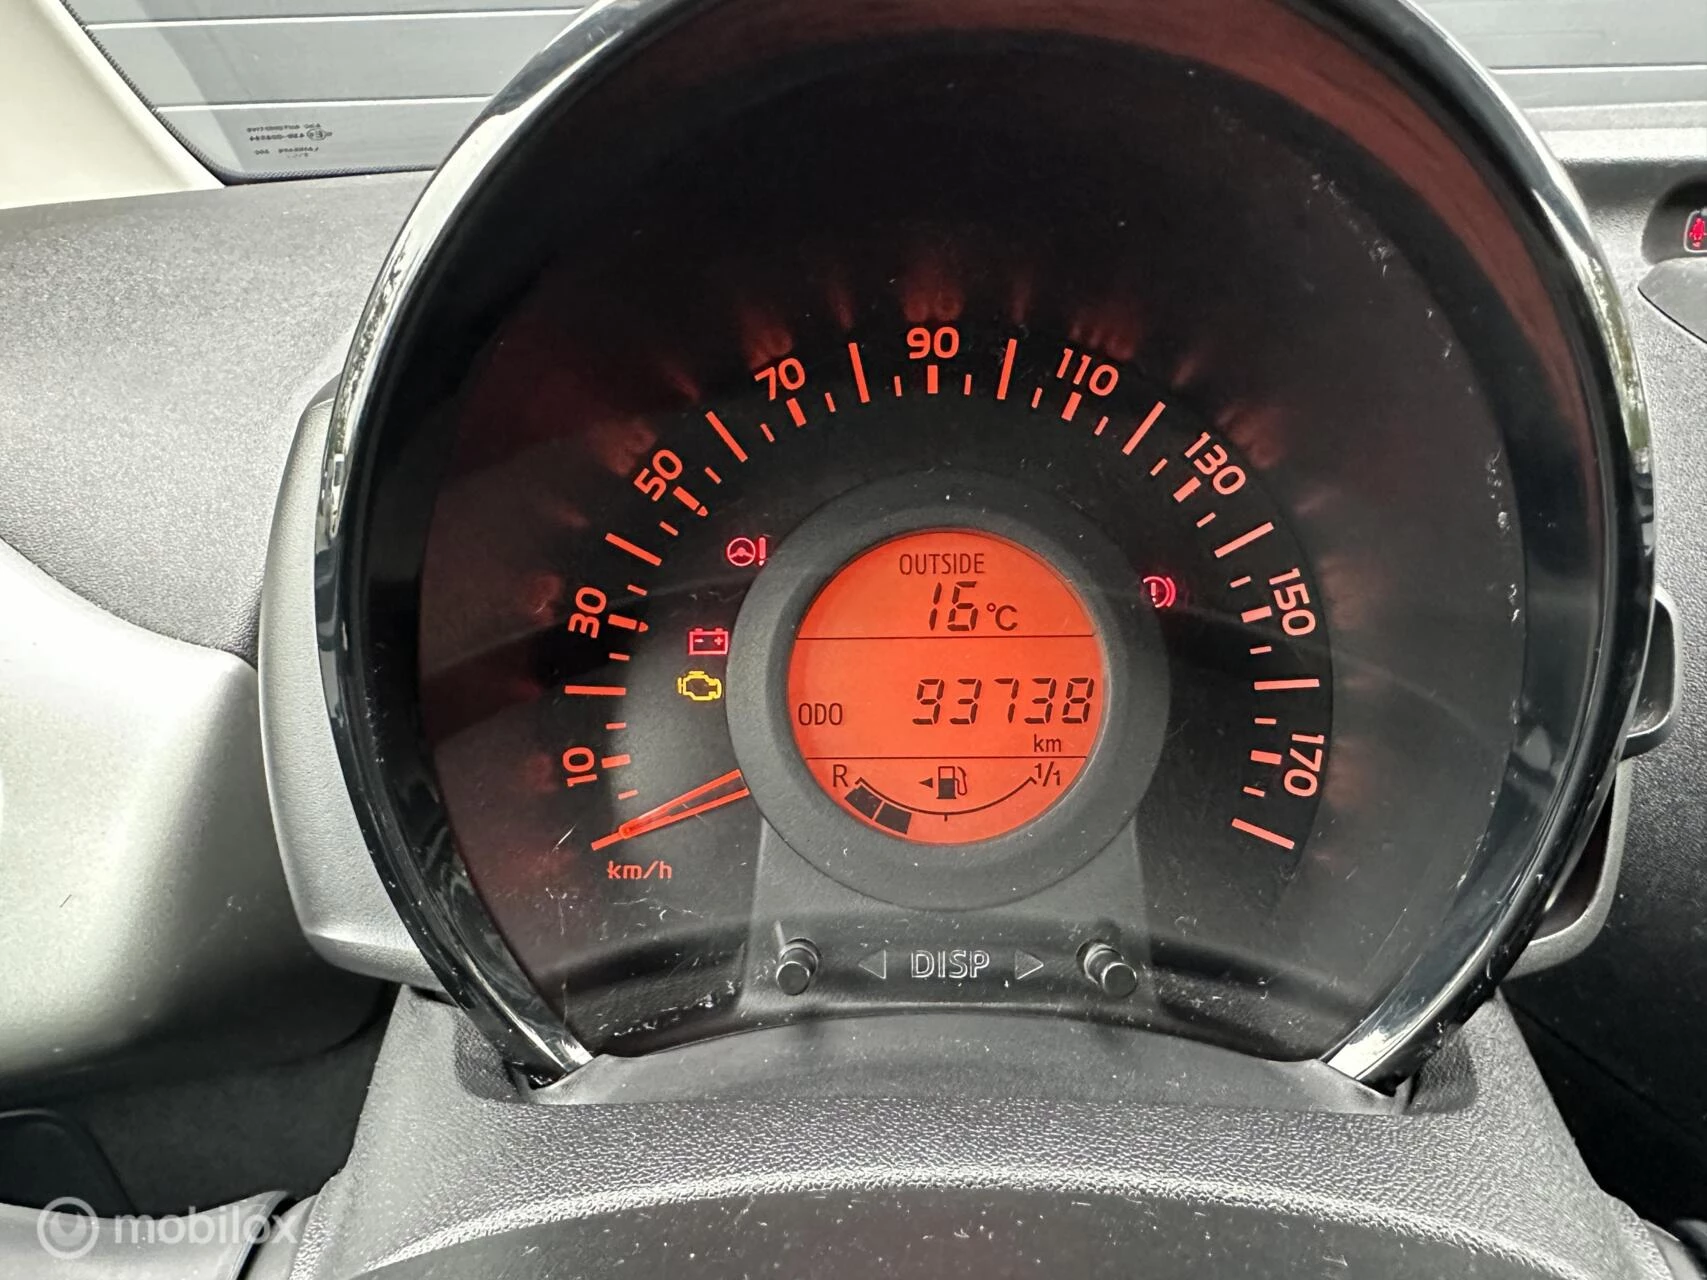 90
70
110
50
130
30
150
10
170
km/h
OUTSIDE
16°C
ODO 93738
km
R 1/1
◄ DISP ►
mobilox